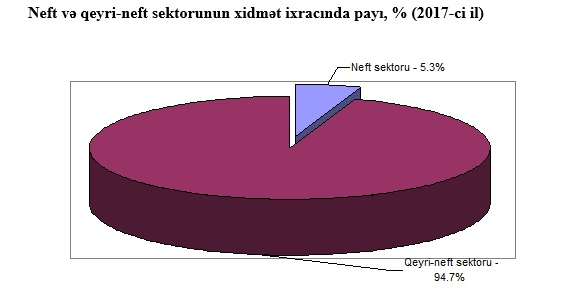 Neft və qeyri-neft sektorunun xidmət ixracında payı, % (2017-ci il)
Neft sektoru - 5.3%
Qeyri-neft sektoru -
94.7%